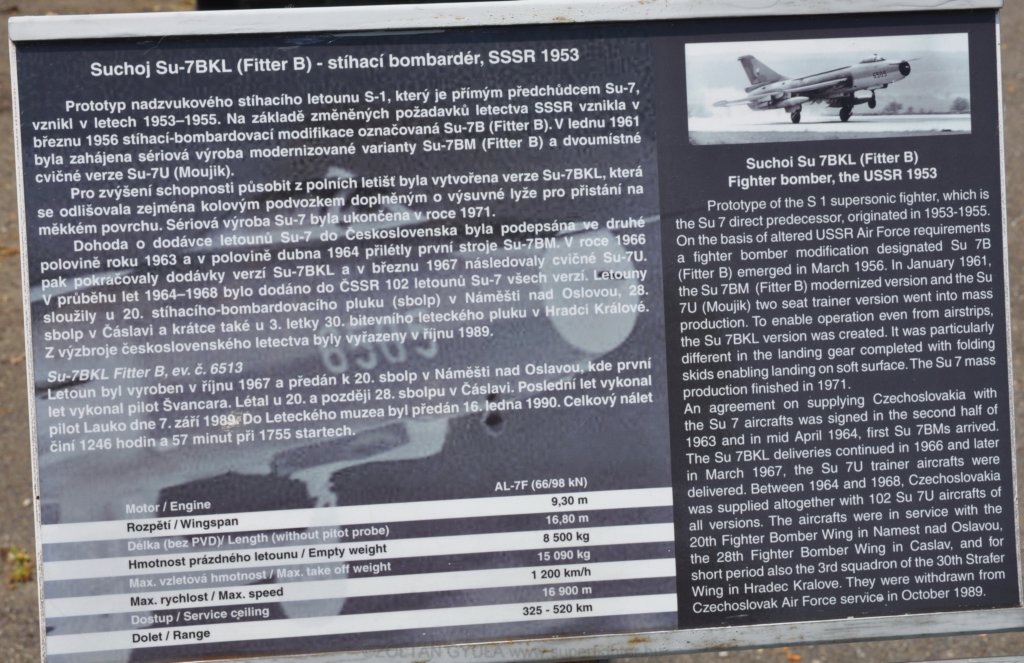 Suchoj Su-7BKL (Fitter B) - stíhací bombardér, SSSR 1953
Prototyp nadzvukového stíhacího letounu S-1, který je přímým předchůdcem Su-7,
vznikl v letech 1953–1955. Na základě změněných požadavků letectva SSSR vznikla v
březnu 1956 stíhací-bombardovací modifikace označovaná Su-7B (Fitter B). V lednu 1961
byla zahájena sériová výroba modernizované varianty Su-7BM (Fitter B) a dvoumístné
cvičné verze Su-7U (Moujik).
Pro zvýšení schopnosti působit z polních letišť byla vytvořena verze Su-7BKL, která
se odlišovala zejména kolovým podvozkem doplněným o výsuvné lyže pro přistání na
měkkém povrchu. Sériová výroba Su-7 byla ukončena v roce 1971.
Dohoda o dodávce letounů Su-7 do Československa byla podepsána ve druhé
polovině roku 1963 a v polovině dubna 1964 přilétly první stroje Su-7BM. V roce 1966
pak pokračovaly dodávky verzí Su-7BKL a v březnu 1967 následovaly cvičné Su-7U.
V průběhu let 1964–1968 bylo dodáno do ČSSR 102 letounů Su-7 všech verzí. Letouny
sloužily u 20. stíhacího-bombardovacího pluku (sbolp) v Náměšti nad Oslovou, 28.
sbolp v Čáslavi a krátce také u 3. letky 30. bitevního leteckého pluku v Hradci Králové.
Z výzbroje československého letectva byly vyřazeny v říjnu 1989.
Su-7BKL Fitter B, ev. č. 6513
Letoun byl vyroben v říjnu 1967 a předán k 20. sbolp v Náměšti nad Oslavou, kde první
let vykonal pilot Švancara. Létal u 20. a později 28. sbolpu v Čáslavi. Poslední let vykonal
pilot Lauko dne 7. září Do Leteckého muzea byl předán 16. ledna 1990. Celkový nálet
činí 1246 hodin a 57 minut při 1755 startech.
Motor / Engine AL-7F (66/98 kN)
Rozpětí / Wingspan 9,30 m
Délka (bez PVD)/ Length (without pitot probe) 16,80 m
Hmotnost prázdného letounu / Empty weight 8 500 kg
Max. vzletová hmotnost / Max. take off weight 15 090 kg
Max. rychlost / Max. speed 1 200 km/h
Dostup / Service ceiling 16 900 m
Dolet / Range 325 - 520 km
Suchoi Su 7BKL (Fitter B)
Fighter bomber, the USSR 1953
Prototype of the S 1 supersonic fighter, which is
the Su 7 direct predecessor, originated in 1953-1955.
On the basis of altered USSR Air Force requirements
a fighter bomber modification designated Su 7B
(Fitter B) emerged in March 1956. In January 1961,
the Su 7BM (Fitter B) modernized version and the Su
7U (Moujik) two seat trainer version went into mass
production. To enable operation even from airstrips,
the Su 7BKL version was created. It was particularly
different in the landing gear completed with folding
skids enabling landing on soft surface. The Su 7 mass
production finished in 1971.
An agreement on supplying Czechoslovakia with
the Su 7 aircrafts was signed in the second half of
1963 and in mid April 1964, first Su 7BMs arrived.
The Su 7BKL deliveries continued in 1966 and later
in March 1967, the Su 7U trainer aircrafts were
delivered. Between 1964 and 1968, Czechoslovakia
was supplied altogether with 102 Su 7U aircrafts of
all versions. The aircrafts were in service with the
20th Fighter Bomber Wing in Namest nad Oslavou,
the 28th Fighter Bomber Wing in Caslav, and for
short period also the 3rd squadron of the 30th Strafer
Wing in Hradec Kralove. They were withdrawn from
Czechoslovak Air Force service in October 1989.
©ZOLTÁN GYULA